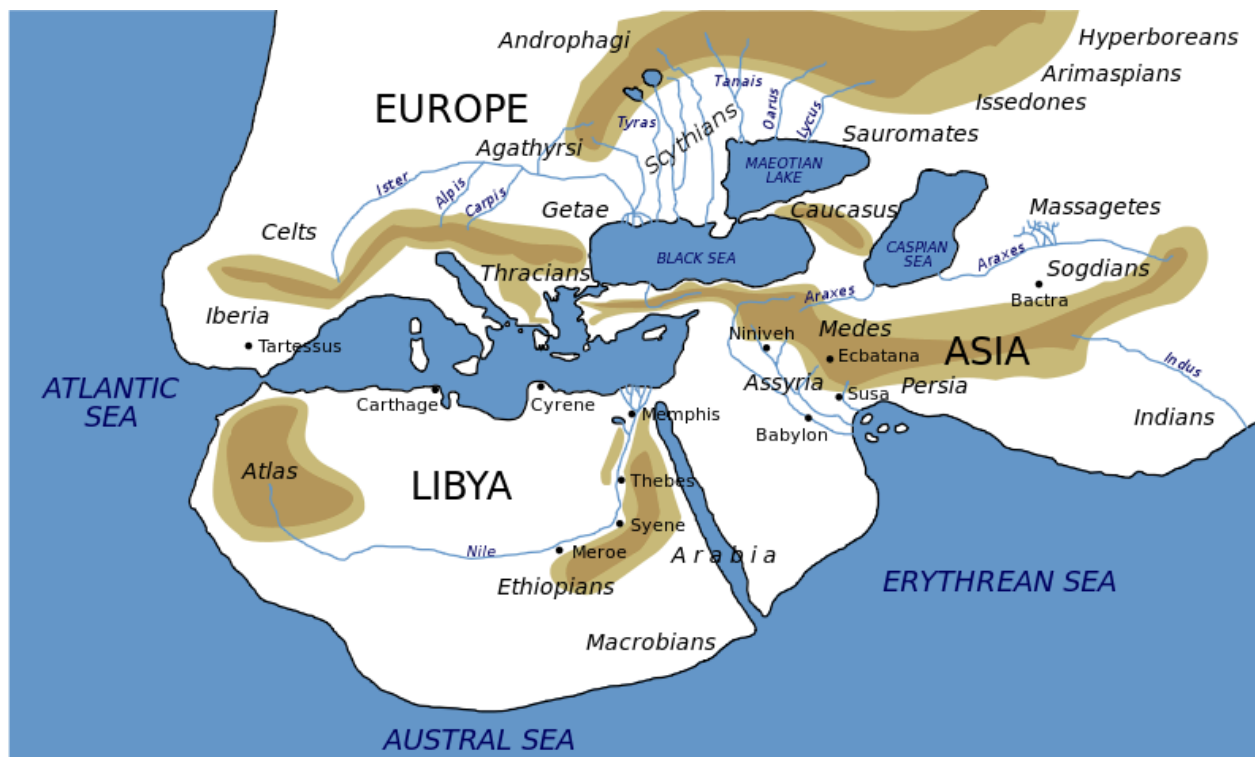 Androphagi
Hyperboreans
Arimaspians
Issedones
EUROPE
Tanais
Oarus
Lycus
Tyras
Scythians
Sauromates
Agathyrsi
MAEOTIAN
LAKE
Ister
Alpis
Carpis
Getae
Caucasus
Massagetes
Celts
BLACK SEA
CASPIAN
SEA
Araxes
Sogdians
Thracians
Araxes
Bactra
Iberia
Tartessus
Niniveh
Medes
Ecbatana
ASIA
Indus
ATLANTIC
SEA
Carthage
Cyrene
Memphis
Assyria
Susa
Persia
Babylon
Indians
Atlas
LIBYA
Thebes
Syene
Nile
Meroe
Arabia
Ethiopians
ERYTHREAN SEA
Macrobians
AUSTRAL SEA